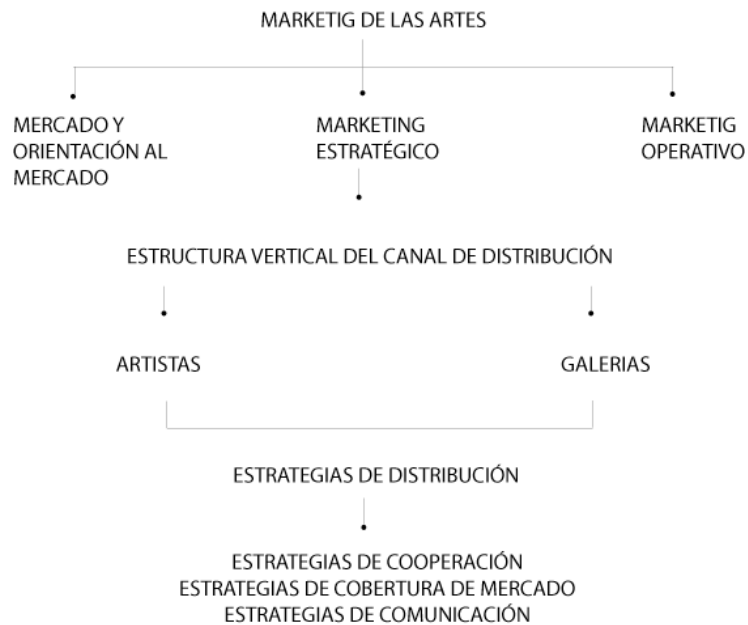 MARKETIG DE LAS ARTES
MERCADO Y
ORIENTACIÓN AL
MERCADO
MARKETING
ESTRATÉGICO
MARKETIG
OPERATIVO
ESTRUCTURA VERTICAL DEL CANAL DE DISTRIBUCIÓN
ARTISTAS
GALERIAS
ESTRATEGIAS DE DISTRIBUCIÓN
ESTRATEGIAS DE COOPERACIÓN
ESTRATEGIAS DE COBERTURA DE MERCADO
ESTRATEGIAS DE COMUNICACIÓN